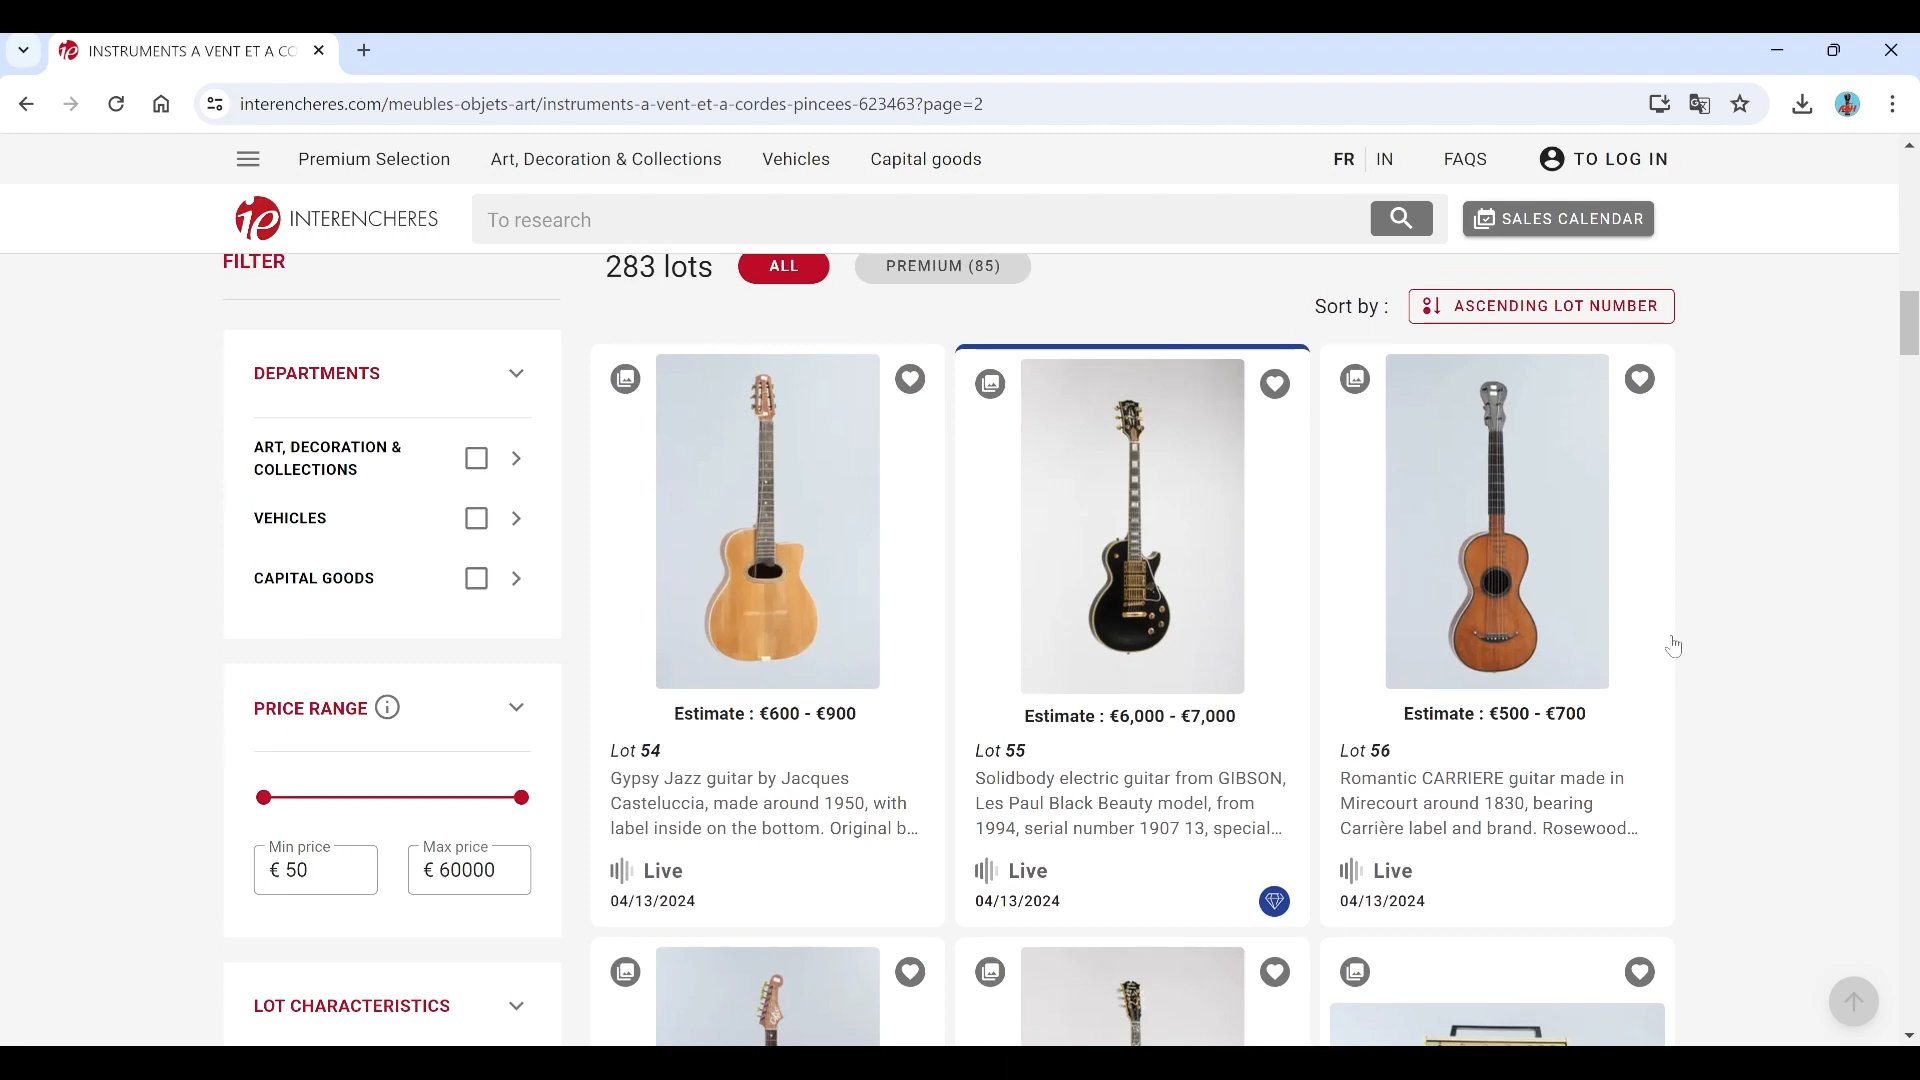 INSTRUMENTS A VENT ET A CO
interencheres.com/meubles-objets-art/instruments-a-vent-et-a-cordes-pincees-623463?page=2
Premium Selection
Art, Decoration & Collections
Vehicles
Capital goods
FR
IN
FAQS
TO LOG IN
INTERENCHERES
To research
SALES CALENDAR
FILTER
283 lots
ALL
PREMIUM (85)
Sort by :
ASCENDING LOT NUMBER
DEPARTMENTS
ART, DECORATION &
COLLECTIONS
VEHICLES
CAPITAL GOODS
PRICE RANGE
Min price
€ 50
Max price
€ 60000
LOT CHARACTERISTICS
Estimate : €600 - €900
Lot 54
Gypsy Jazz guitar by Jacques
Casteluccia, made around 1950, with
label inside on the bottom. Original b...
Live
04/13/2024
Estimate : €6,000 - €7,000
Lot 55
Solidbody electric guitar from GIBSON,
Les Paul Black Beauty model, from
1994, serial number 1907 13, special...
Live
04/13/2024
Estimate : €500 - €700
Lot 56
Romantic CARRIERE guitar made in
Mirecourt around 1830, bearing
Carrière label and brand. Rosewood...
Live
04/13/2024